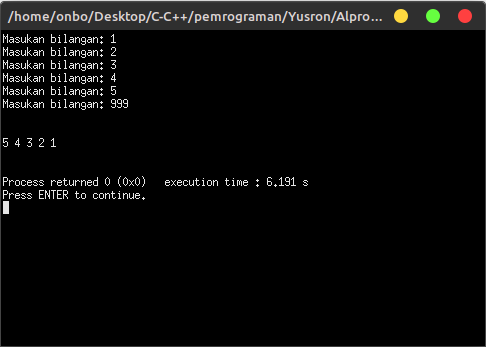 /home/onbo/Desktop/C-C++/pemrograman/Yusron/Alpro...
Masukan bilangan: 1
Masukan bilangan: 2
Masukan bilangan: 3
Masukan bilangan: 4
Masukan bilangan: 5
Masukan bilangan: 999
5 4 3 2 1
Process returned 0 (0x0)   execution time : 6.191 s
Press ENTER to continue.